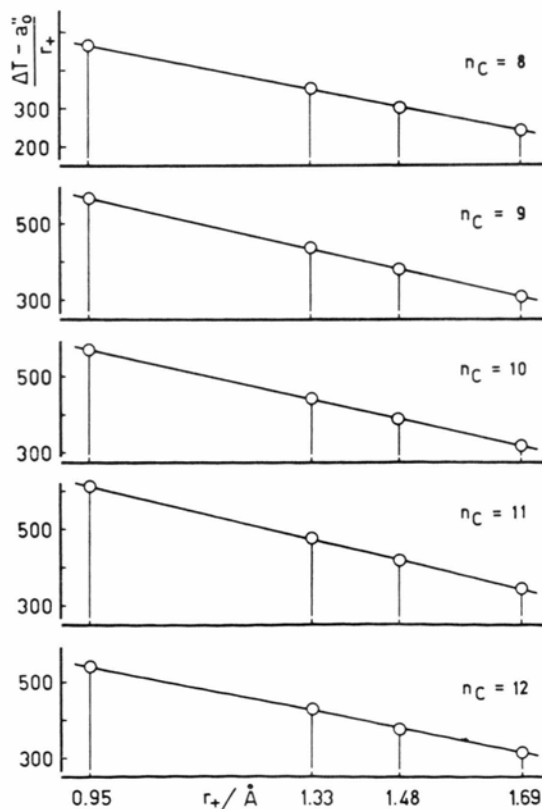 ΔT − a₀''
r₊
n_C = 8
300
200
n_C = 9
500
300
n_C = 10
500
300
n_C = 11
500
300
n_C = 12
500
300
0.95 r₊/Å 1.33 1.48 1.69